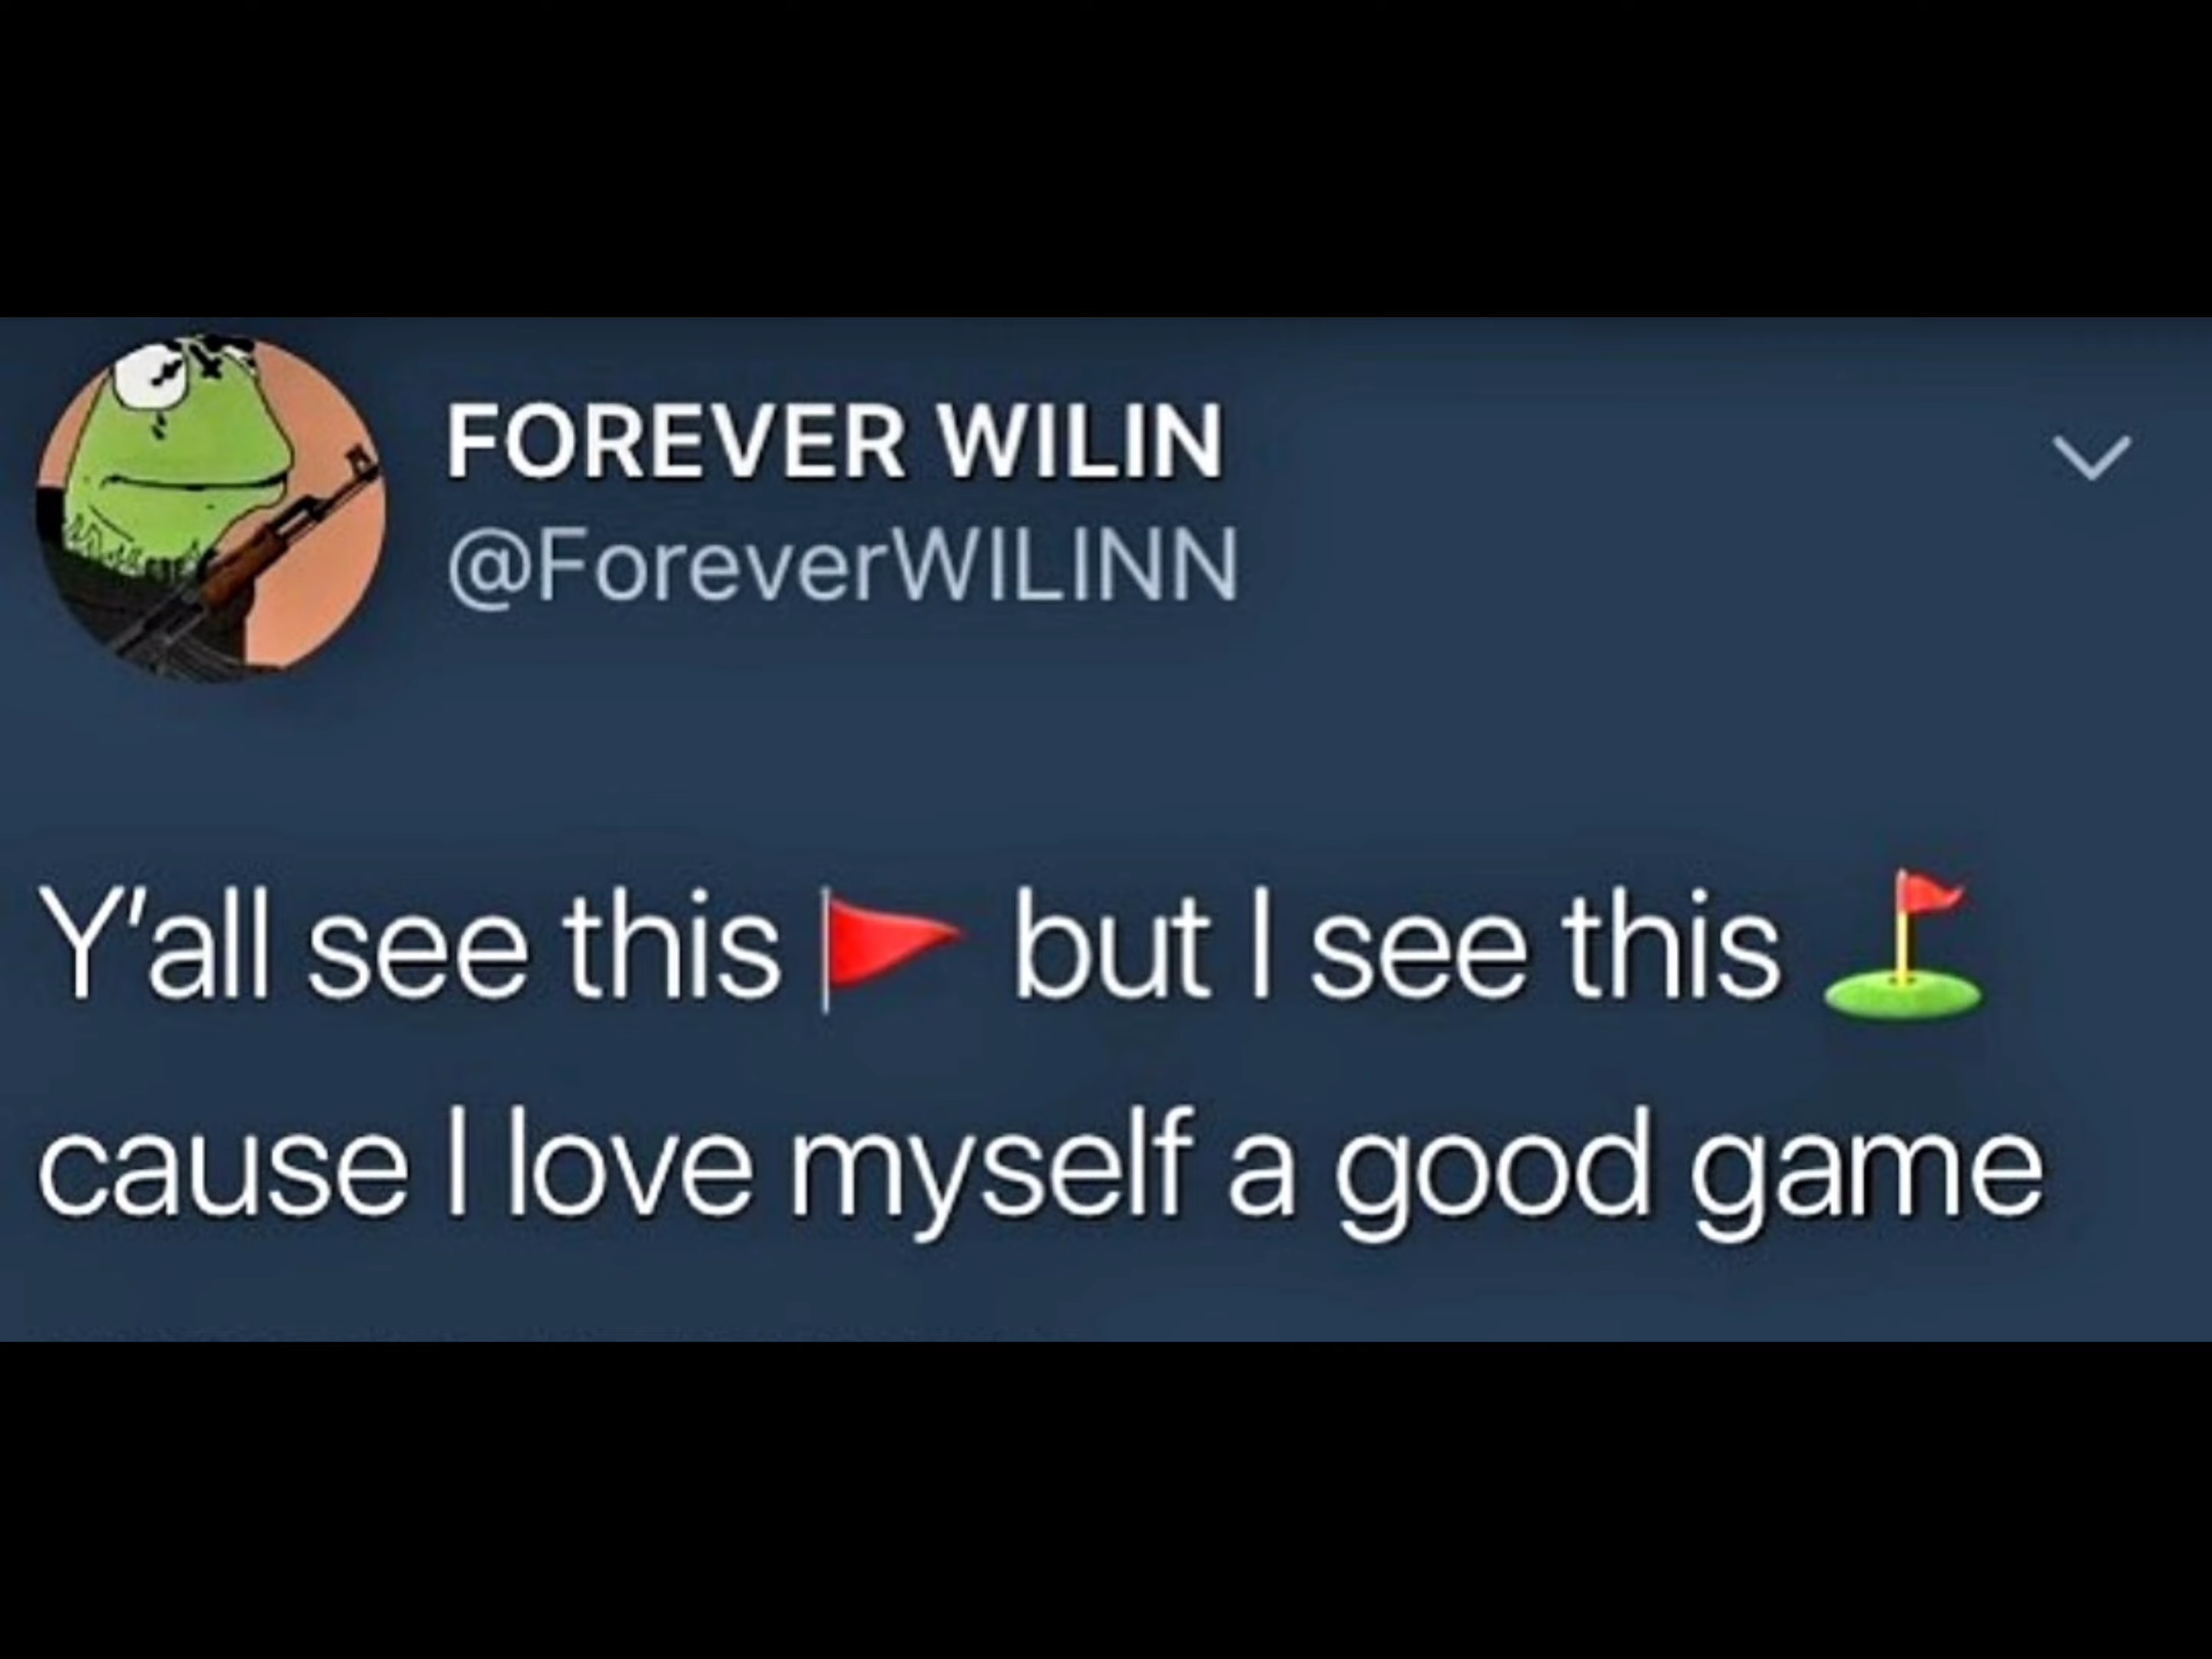 FOREVER WILIN
@ForeverWILINN
Y'all see this 🚩 but I see this ⛳
cause I love myself a good game